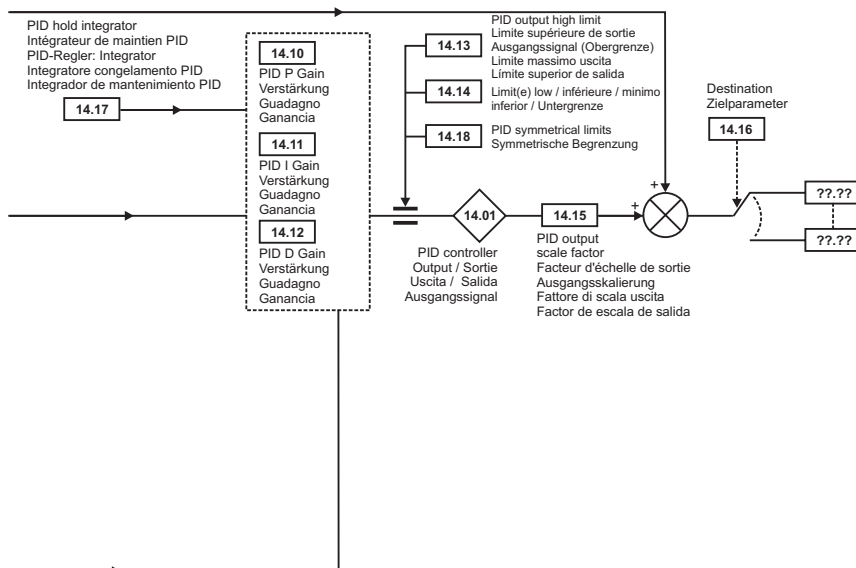 PID hold integrator
Intégrateur de maintien PID
PID-Regler: Integrator
Integratore congelamento PID
Integrador de mantenimiento PID
14.17
14.10
PID P Gain
Verstärkung
Guadagno
Ganancia
14.11
PID I Gain
Verstärkung
Guadagno
Ganancia
14.12
PID D Gain
Verstärkung
Guadagno
Ganancia
PID output high limit
Limite supérieure de sortie
14.13
Ausgangssignal (Obergrenze)
Limite massimo uscita
Límite superior de salida
14.14
Limit(e) low / inférieure / minimo
inferior / Untergrenze
14.18
PID symmetrical limits
Symmetrische Begrenzung
14.01
PID controller
Output / Sortie
Uscita / Salida
Ausgangssignal
14.15
PID output
scale factor
Facteur d'échelle de sortie
Ausgangsskalierung
Fattore di scala uscita
Factor de escala de salida
+
+
Destination
Zielparameter
14.16
??.??
??.??